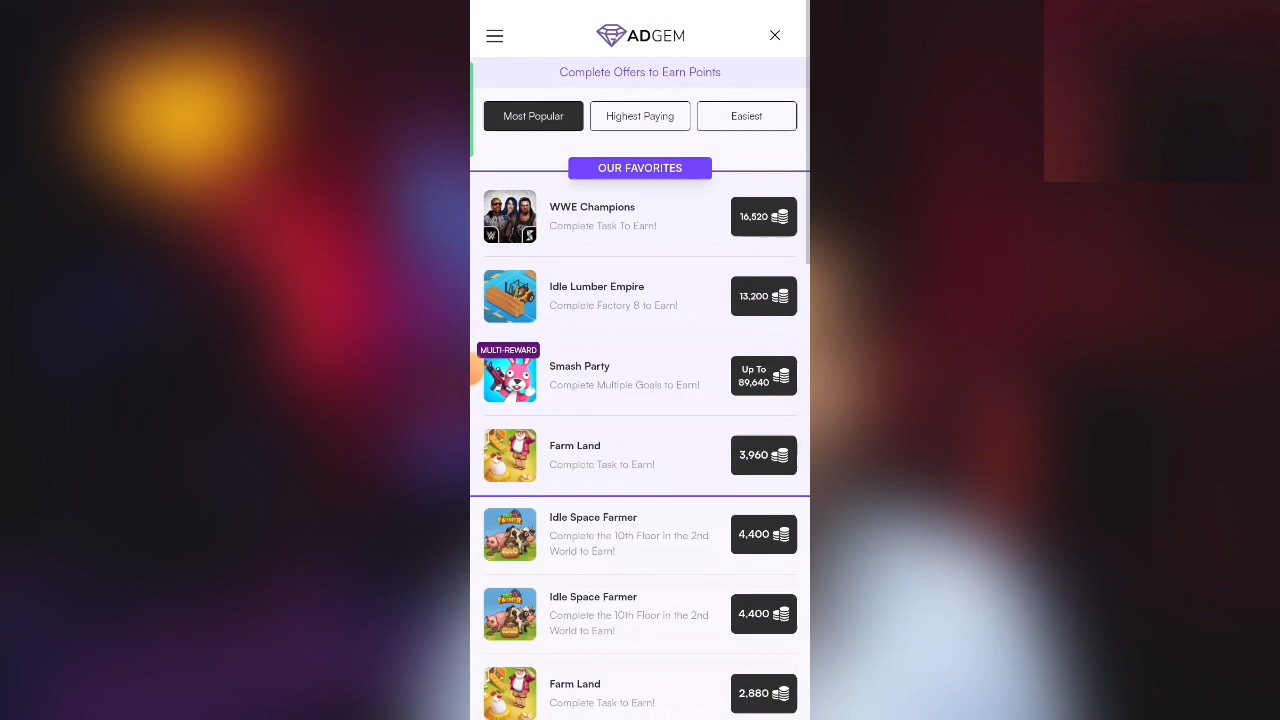 ADGEM
Complete Offers to Earn Points
Most Popular
Highest Paying
Easiest
OUR FAVORITES
WWE Champions
Complete Task To Earn!
16,520
Idle Lumber Empire
Complete Factory 8 to Earn!
13,200
MULTI-REWARD
Smash Party
Complete Multiple Goals to Earn!
Up To
89,640
Farm Land
Complete Task to Earn!
3,960
Idle Space Farmer
Complete the 10th Floor in the 2nd
World to Earn!
4,400
Idle Space Farmer
Complete the 10th Floor in the 2nd
World to Earn!
4,400
Farm Land
Complete Task to Earn!
2,880